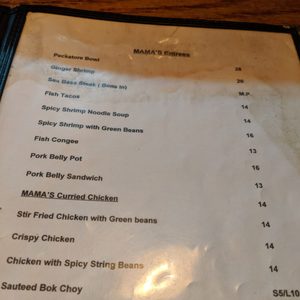 MAMA'S Entrees
Peckatore Bowl
Ginger Shrimp 28
Sea Bass Steak ( Bone In) 26
Fish Tacos M.P.
Spicy Shrimp Noodle Soup 14
Spicy Shrimp with Green Beans 14
Fish Congee 16
Pork Belly Pot 13
Pork Belly Sandwich 16
MAMA'S Curried Chicken 13
Stir Fried Chicken with Green beans 14
Crispy Chicken 14
Chicken with Spicy String Beans 14
Sauteed Bok Choy 14
S5/L10